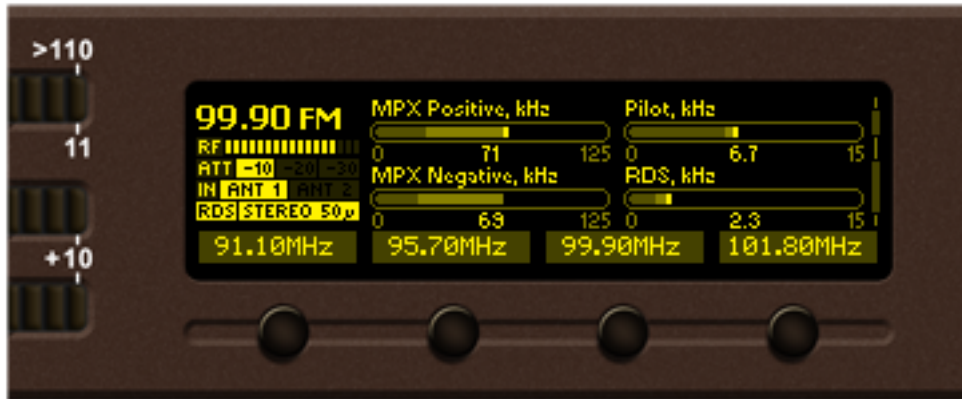 >110
11
+10
99.90 FM
RF
ATT -10 -20 -30
IN ANT 1 ANT 2
RDS STEREO 50µ
MPX Positive, kHz
0 71 125
MPX Negative, kHz
0 69 125
Pilot, kHz
0 6.7 15
RDS, kHz
0 2.3 15
91.10MHz 95.70MHz 99.90MHz 101.80MHz